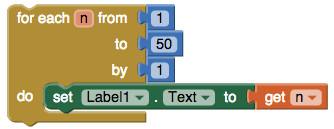 for each n from 1
to 50
by 1
do set Label1 . Text to get n